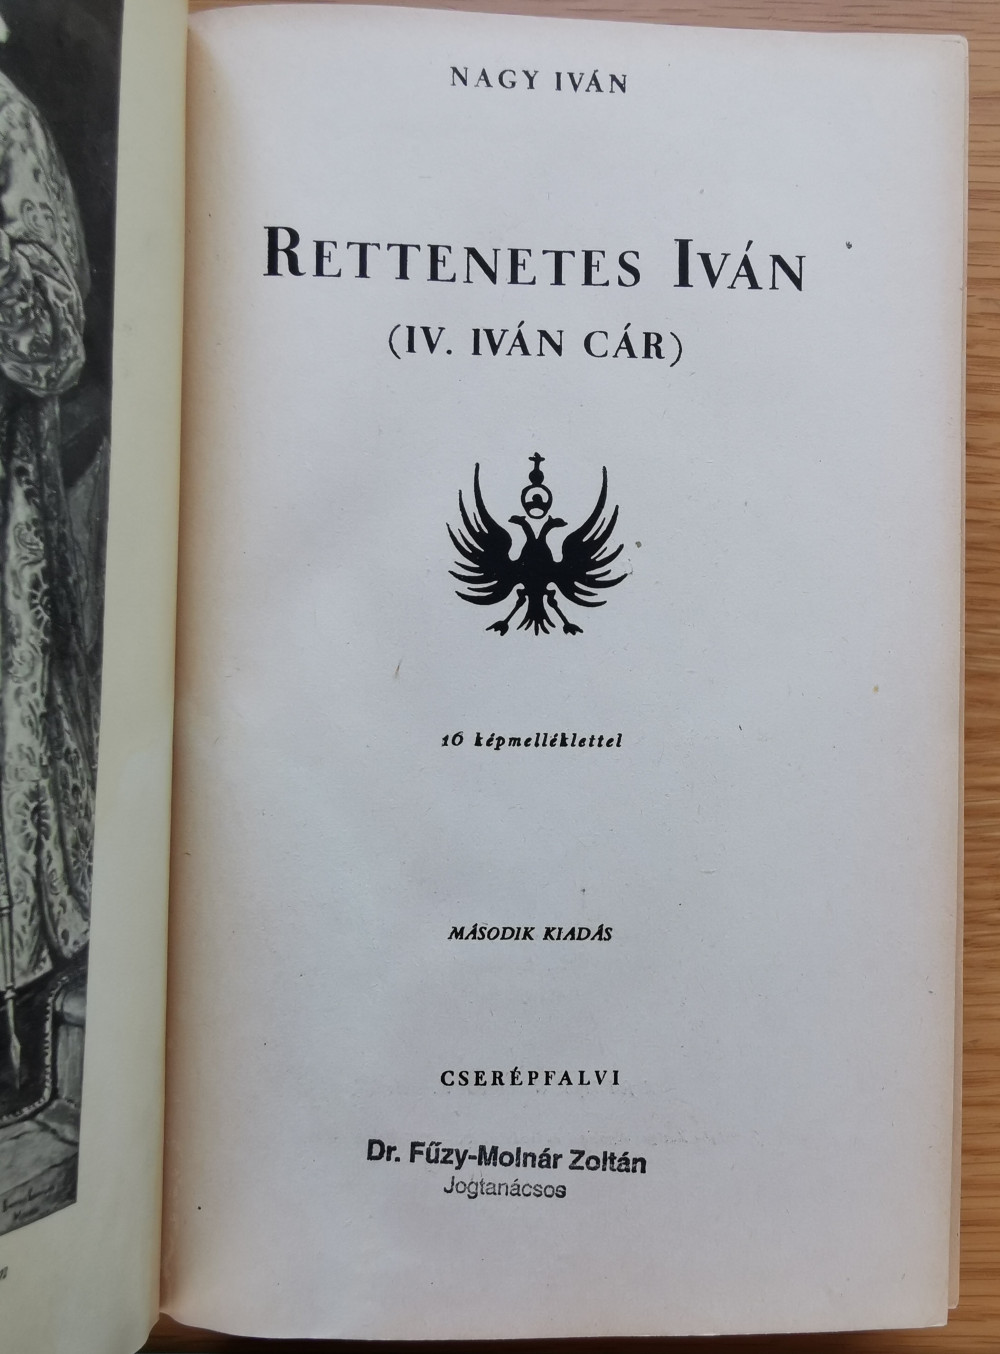 NAGY IVÁN
RETTENETES IVÁN
(IV. IVÁN CÁR)
16 képmelléklettel
MÁSODIK KIADÁS
CSERÉPFALVI
Dr. Fűzy-Molnár Zoltán
Jogtanácsos